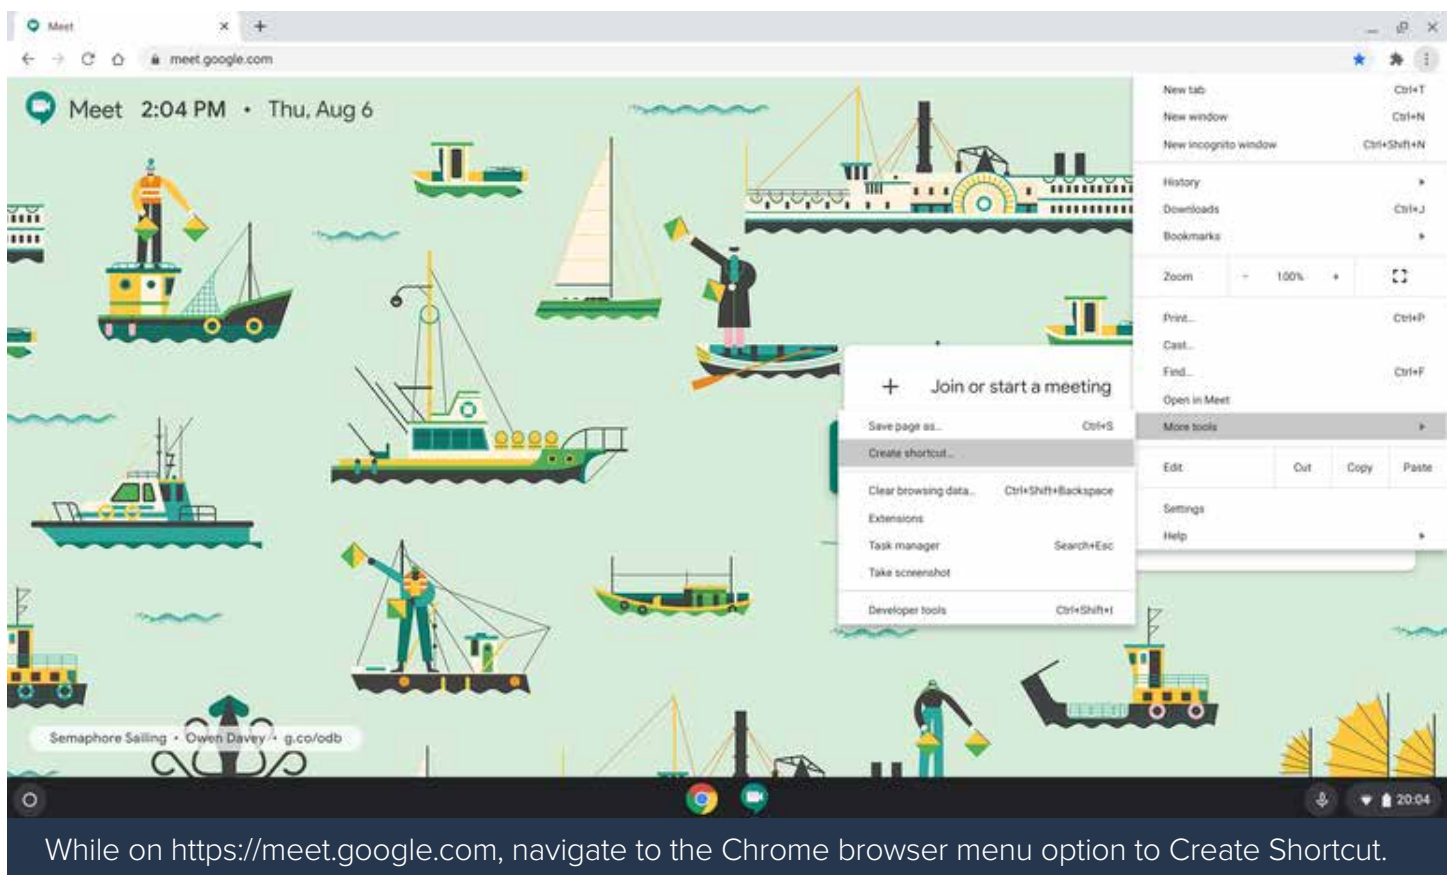 Meet
meet.google.com
Meet 2:04 PM • Thu, Aug 6
New tab Ctrl+T
New window Ctrl+N
New incognito window Ctrl+Shift+N
History
Downloads Ctrl+J
Bookmarks
Zoom - 100% +
Print... Ctrl+P
Cast...
Find... Ctrl+F
Open in Meet
More tools
Edit Cut Copy Paste
Settings
Help
+ Join or start a meeting
Save page as... Ctrl+S
Create shortcut...
Clear browsing data... Ctrl+Shift+Backspace
Extensions
Task manager Search+Esc
Take screenshot
Developer tools Ctrl+Shift+I
Semaphore Sailing • Owen Davey • g.co/odb
20:04
While on https://meet.google.com, navigate to the Chrome browser menu option to Create Shortcut.